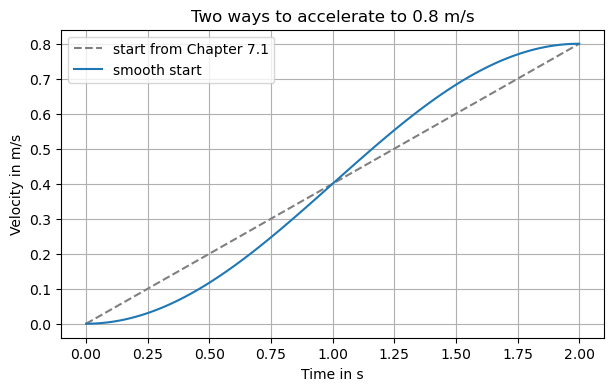 Two ways to accelerate to 0.8 m/s
start from Chapter 7.1
smooth start
Velocity in m/s
0.8
0.7
0.6
0.5
0.4
0.3
0.2
0.1
0.0
0.00 0.25 0.50 0.75 1.00 1.25 1.50 1.75 2.00
Time in s